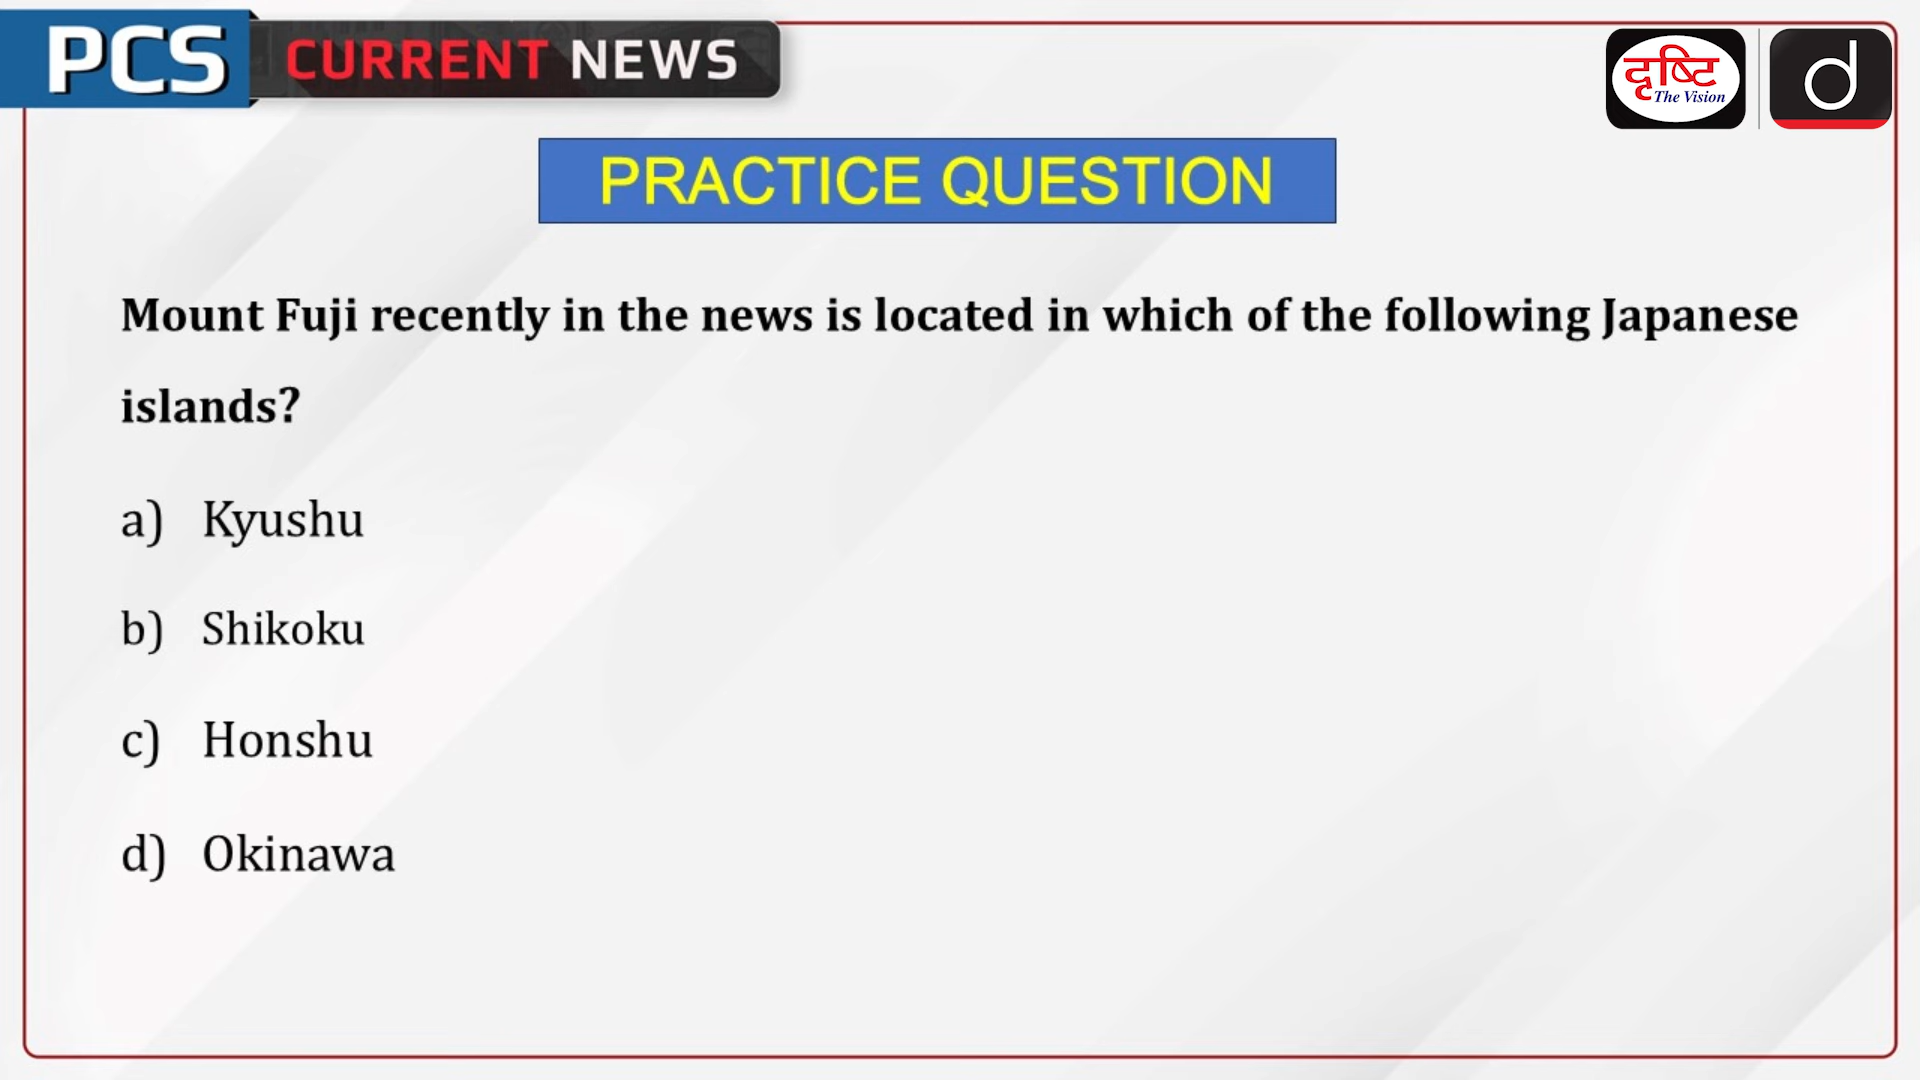 PCS CURRENT NEWS
दृष्टि
The Vision
d
PRACTICE QUESTION
Mount Fuji recently in the news is located in which of the following Japanese
islands?
a) Kyushu
b) Shikoku
c) Honshu
d) Okinawa